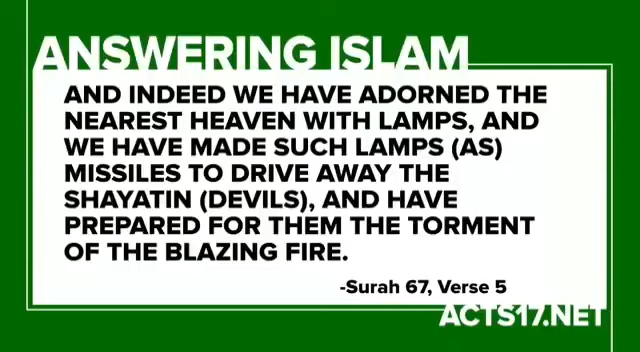 ANSWERING ISLAM
AND INDEED WE HAVE ADORNED THE
NEAREST HEAVEN WITH LAMPS, AND
WE HAVE MADE SUCH LAMPS (AS)
MISSILES TO DRIVE AWAY THE
SHAYATIN (DEVILS), AND HAVE
PREPARED FOR THEM THE TORMENT
OF THE BLAZING FIRE.
-Surah 67, Verse 5
ACTS17.NET